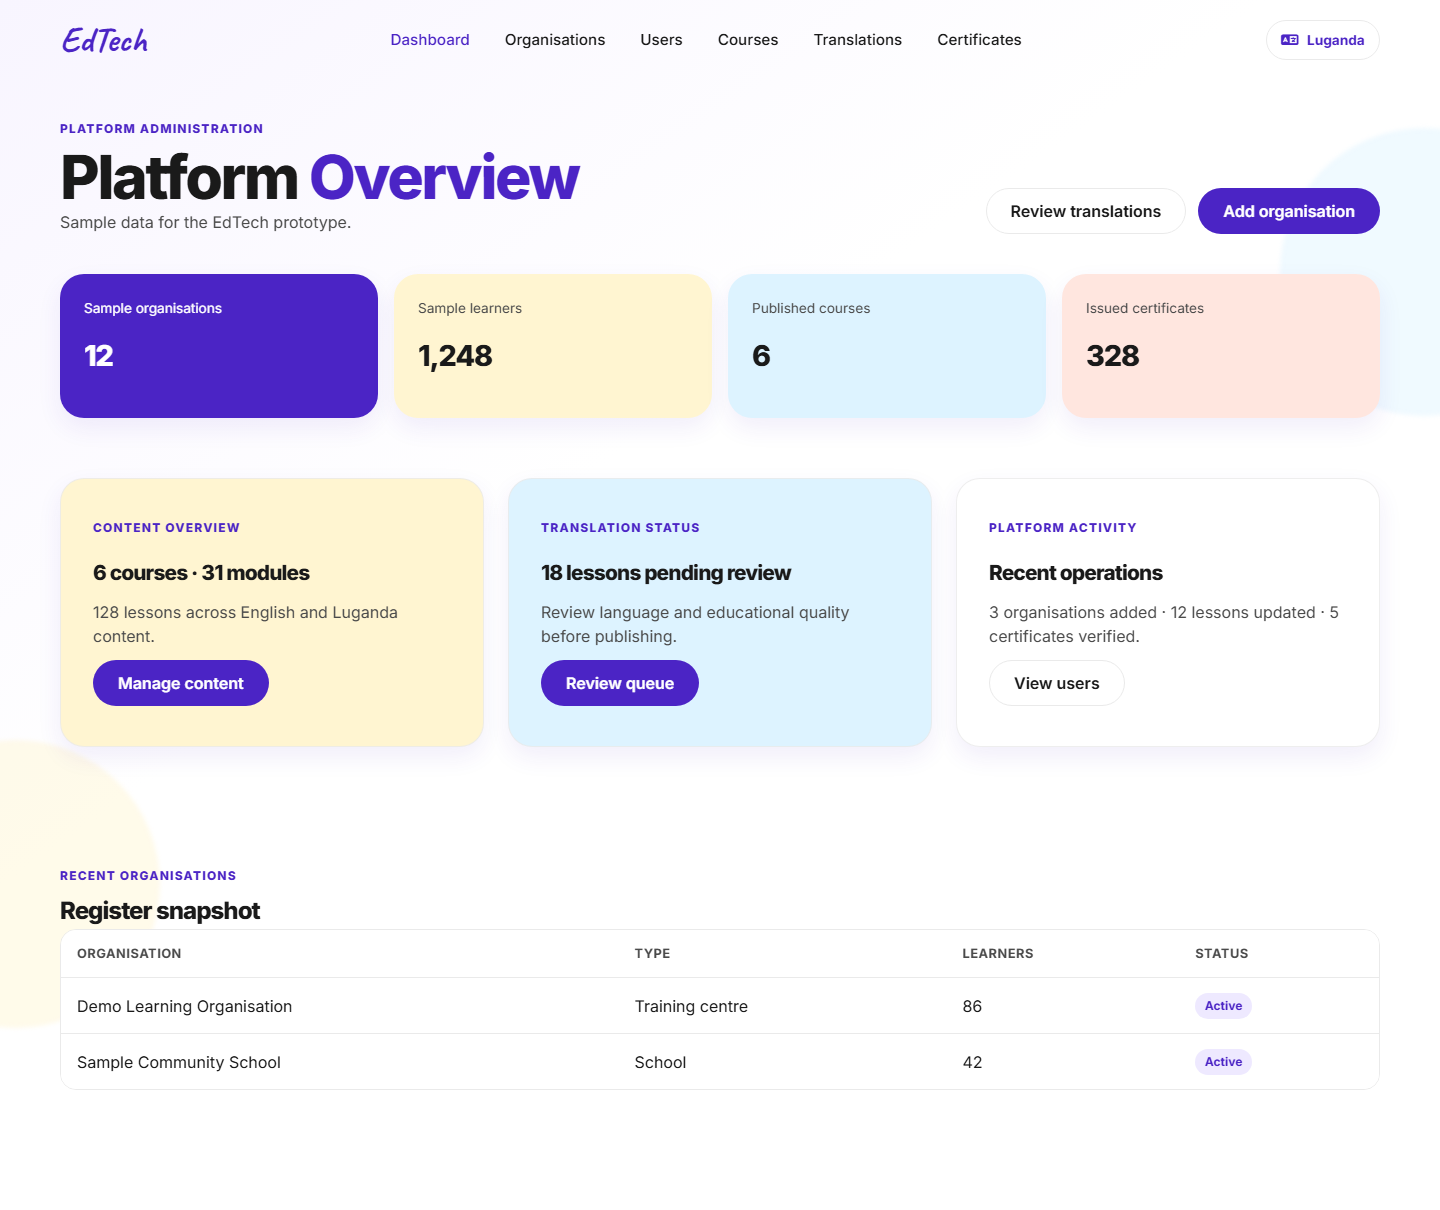 EdTech
Dashboard
Organisations
Users
Courses
Translations
Certificates
Luganda
PLATFORM ADMINISTRATION
Platform Overview
Sample data for the EdTech prototype.
Review translations
Add organisation
Sample organisations
12
Sample learners
1,248
Published courses
6
Issued certificates
328
CONTENT OVERVIEW
6 courses · 31 modules
128 lessons across English and Luganda
content.
Manage content
TRANSLATION STATUS
18 lessons pending review
Review language and educational quality
before publishing.
Review queue
PLATFORM ACTIVITY
Recent operations
3 organisations added · 12 lessons updated · 5
certificates verified.
View users
RECENT ORGANISATIONS
Register snapshot
ORGANISATION TYPE LEARNERS STATUS
Demo Learning Organisation Training centre 86 Active
Sample Community School School 42 Active